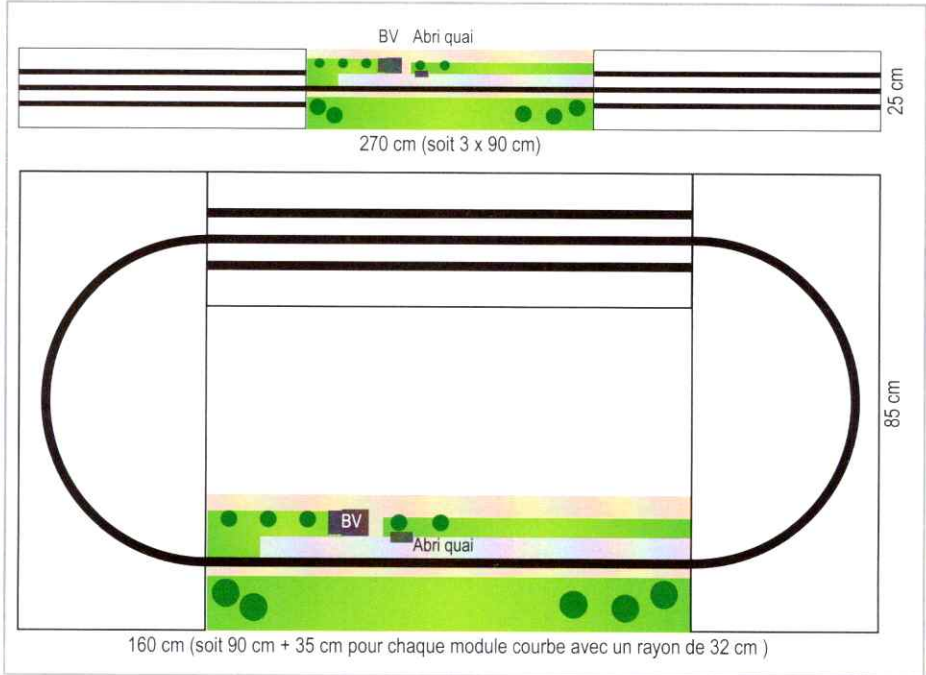 BV Abri quai
25 cm
270 cm (soit 3 x 90 cm)
85 cm
BV
Abri quai
160 cm (soit 90 cm + 35 cm pour chaque module courbe avec un rayon de 32 cm )